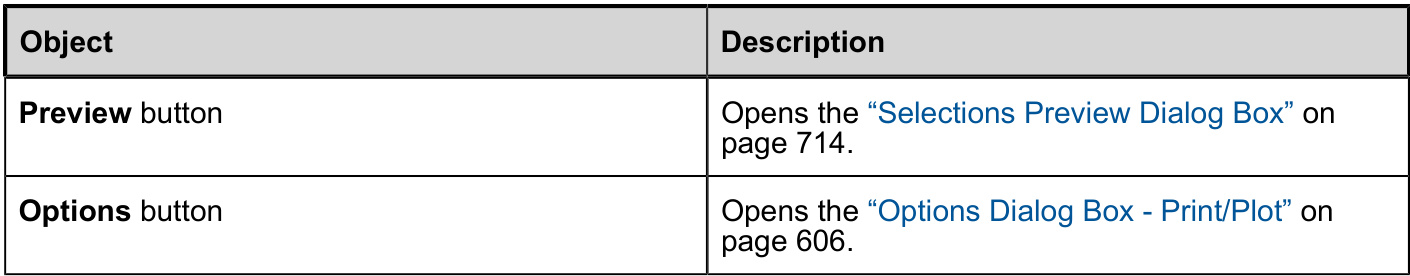 Object Description
Preview button Opens the “Selections Preview Dialog Box” on
page 714.
Options button Opens the “Options Dialog Box - Print/Plot” on
page 606.